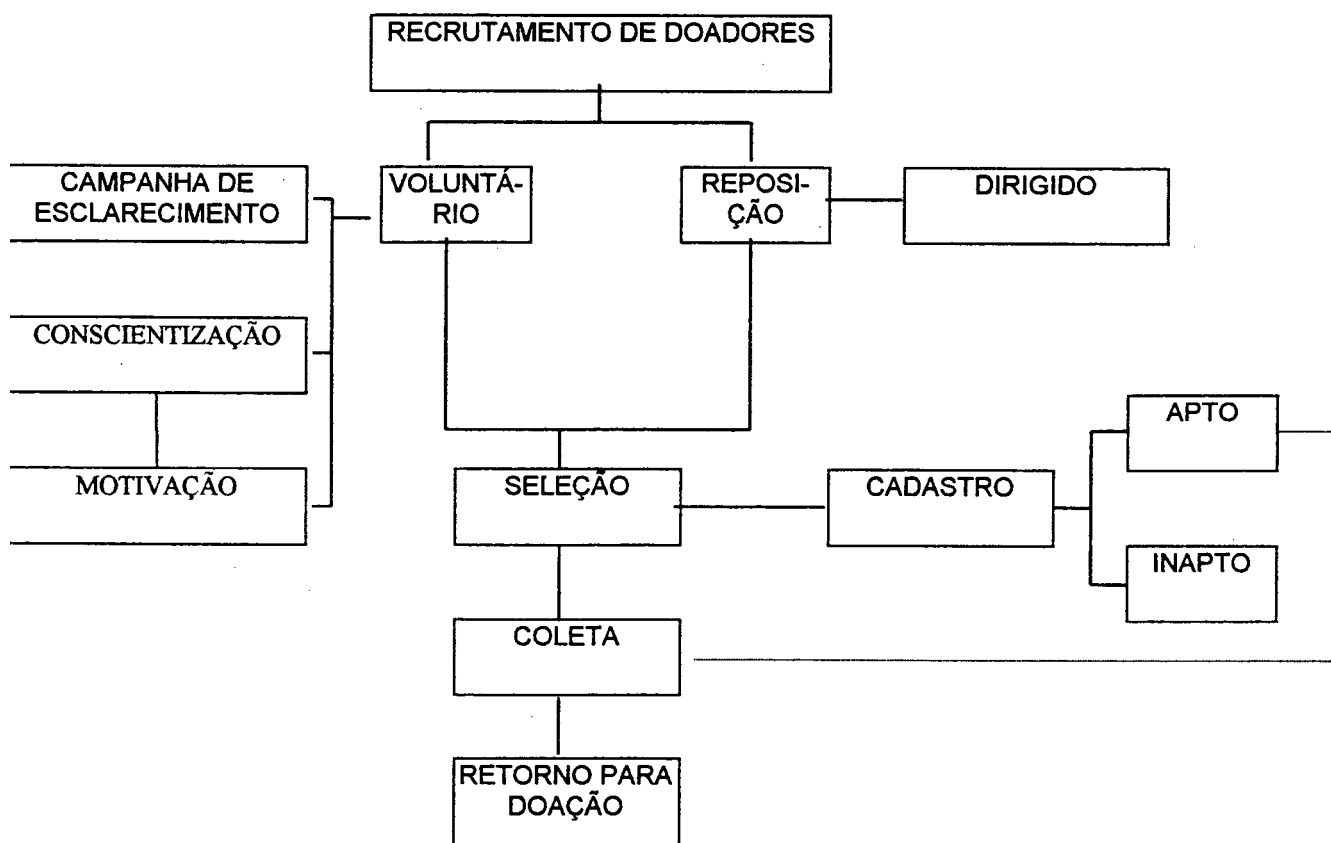 RECRUTAMENTO DE DOADORES
CAMPANHA DE
ESCLARECIMENTO
VOLUNTÁ-
RIO
REPOSI-
ÇÃO
DIRIGIDO
CONSCIENTIZAÇÃO
MOTIVAÇÃO
SELEÇÃO
CADASTRO
APTO
INAPTO
COLETA
RETORNO PARA
DOAÇÃO